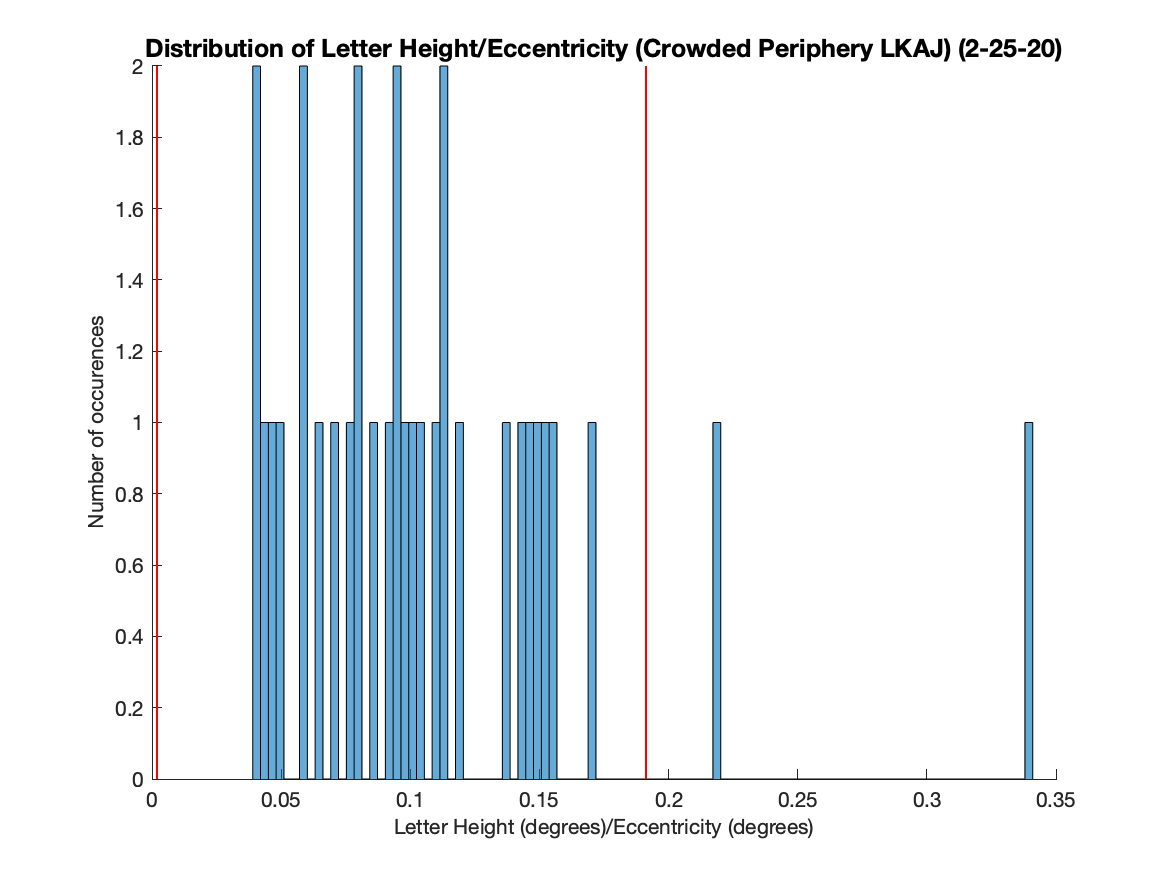 Distribution of Letter Height/Eccentricity (Crowded Periphery LKAJ) (2-25-20)
2
1.8
1.6
1.4
1.2
1
0.8
0.6
0.4
0.2
0
Number of occurences
0 0.05 0.1 0.15 0.2 0.25 0.3 0.35
Letter Height (degrees)/Eccentricity (degrees)